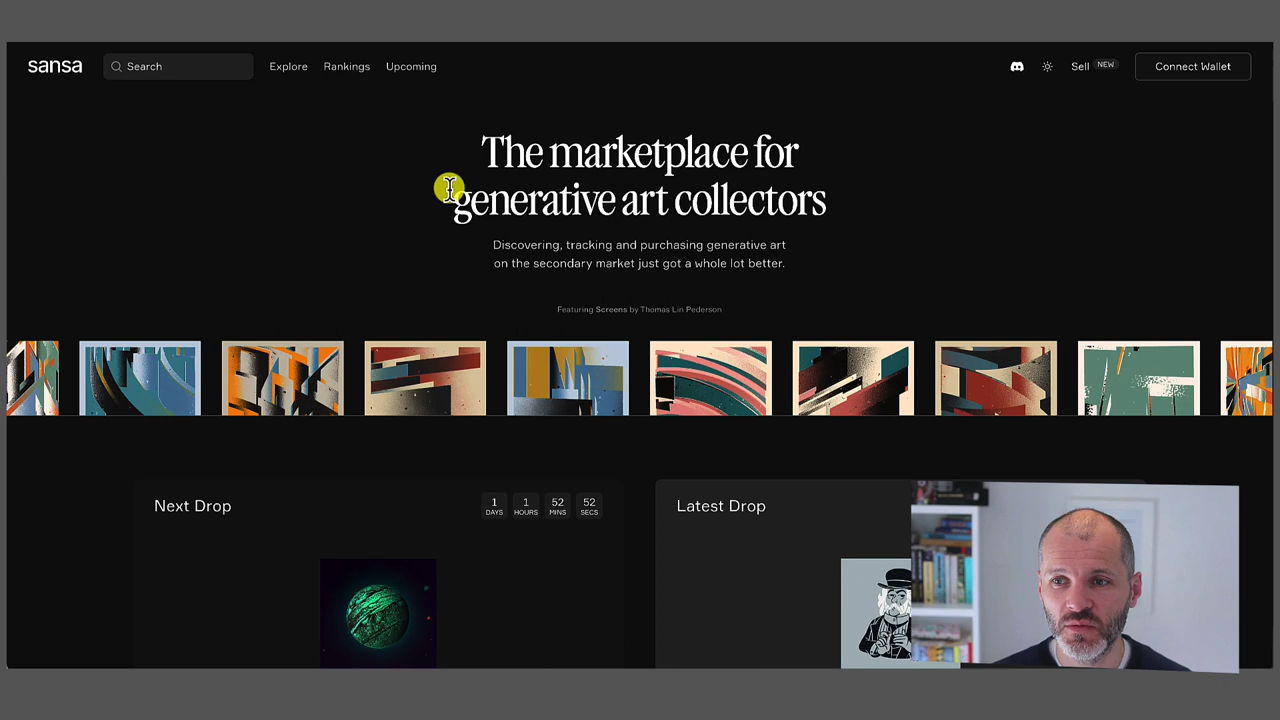 sansa
Search
Explore
Rankings
Upcoming
Sell NEW
Connect Wallet
The marketplace for
generative art collectors
Discovering, tracking and purchasing generative art
on the secondary market just got a whole lot better.
Featuring Screens by Thomas Lin Pederson
Next Drop
1 1 52 52
DAYS HOURS MINS SECS
Latest Drop